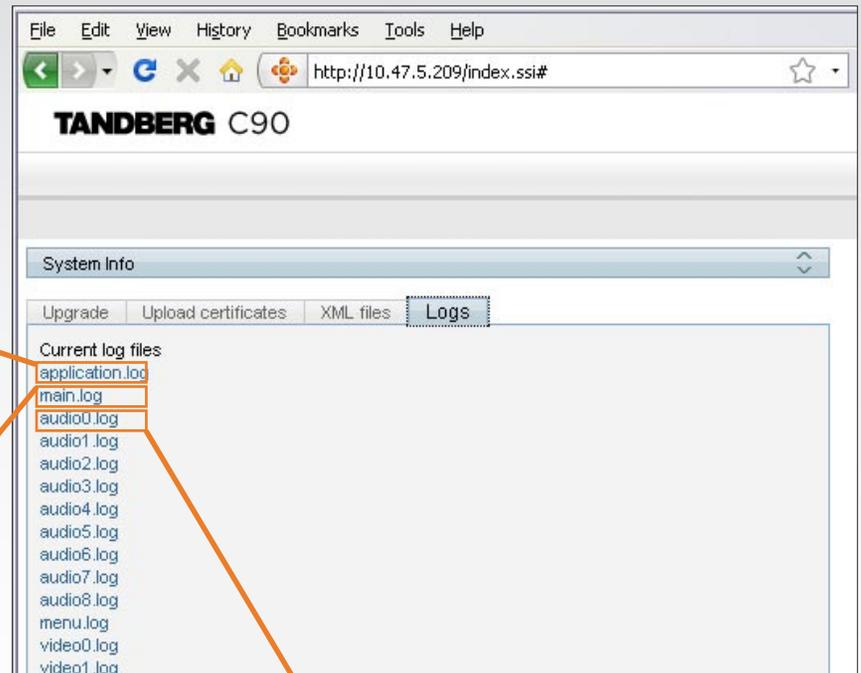 File Edit View History Bookmarks Tools Help
http://10.47.5.209/index.ssi#
TANDBERG C90
System Info
Upgrade Upload certificates XML files Logs
Current log files
application.log
main.log
audio0.log
audio1.log
audio2.log
audio3.log
audio4.log
audio5.log
audio6.log
audio7.log
audio8.log
menu.log
video0.log
video1.log